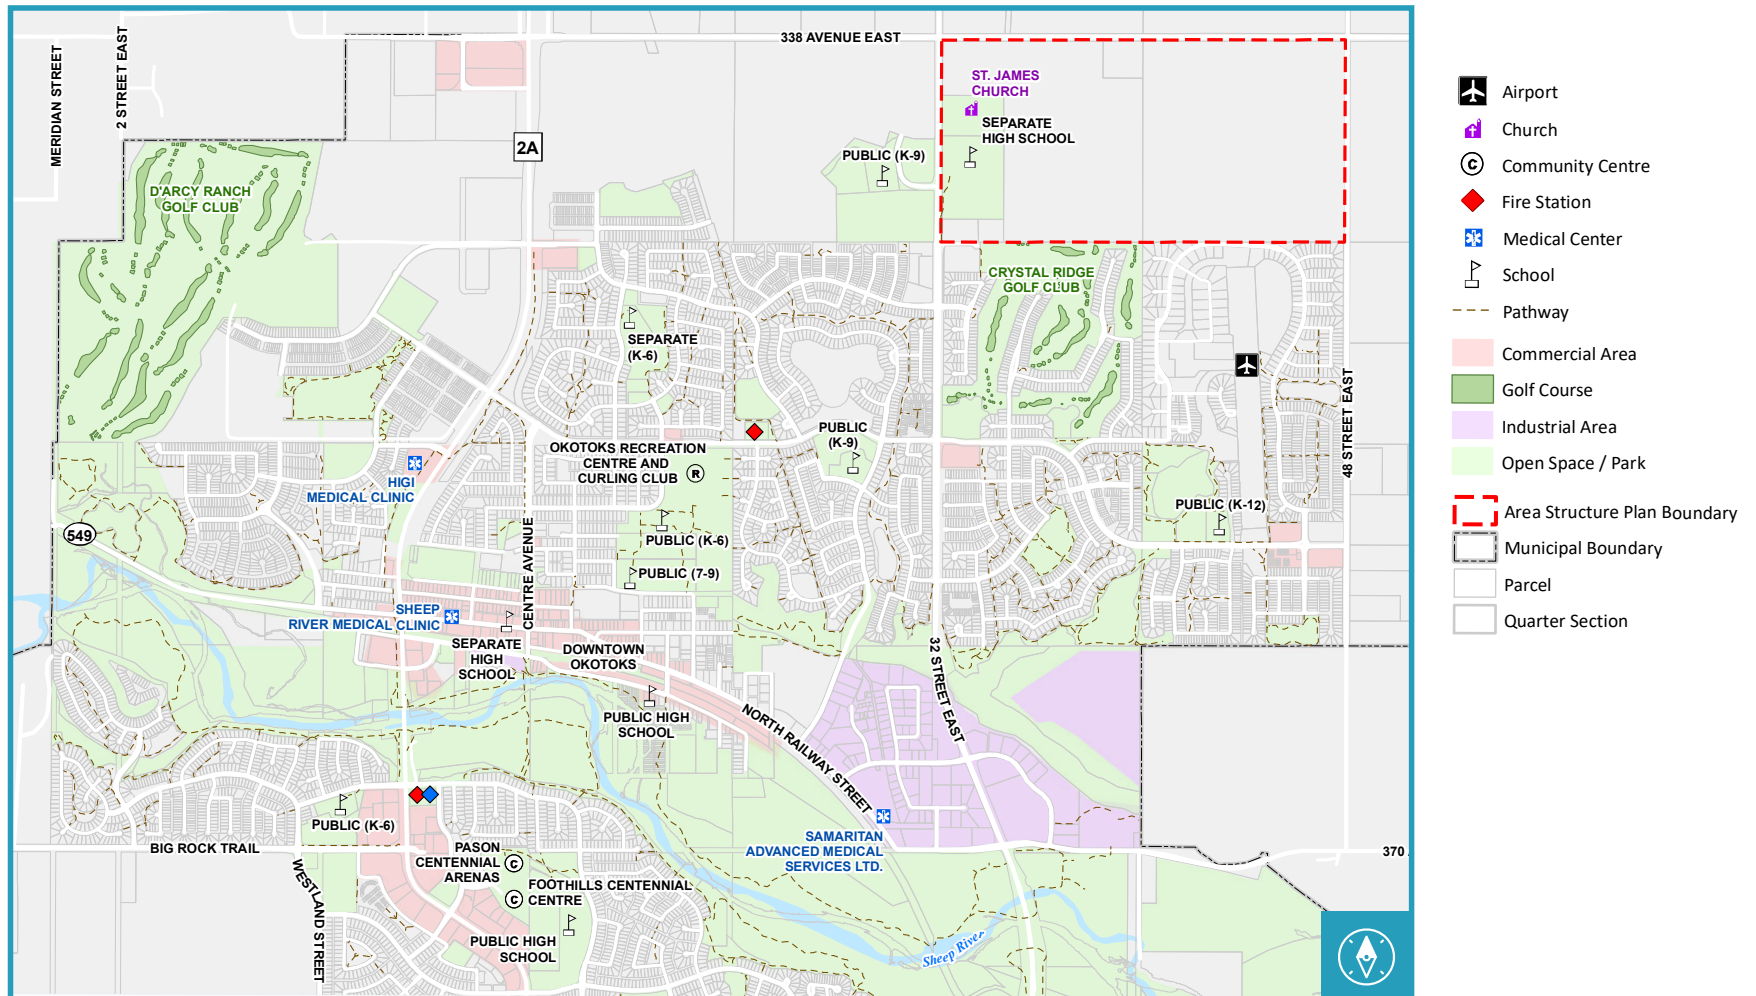 338 AVENUE EAST
MERIDIAN STREET
2 STREET EAST
ST. JAMES
CHURCH
SEPARATE
HIGH SCHOOL
2A
PUBLIC (K-9)
D'ARCY RANCH
GOLF CLUB
CRYSTAL RIDGE
GOLF CLUB
SEPARATE
(K-6)
48 STREET EAST
PUBLIC
(K-9)
OKOTOKS RECREATION
CENTRE AND
CURLING CLUB
R
HIGI
MEDICAL CLINIC
PUBLIC (K-12)
549
CENTRE AVENUE
PUBLIC (K-6)
PUBLIC (7-9)
SHEEP
RIVER MEDICAL CLINIC
SEPARATE
HIGH
SCHOOL
DOWNTOWN
OKOTOKS
32 STREET EAST
PUBLIC HIGH
SCHOOL
NORTH RAILWAY STREET
PUBLIC (K-6)
SAMARITAN
ADVANCED MEDICAL
SERVICES LTD.
BIG ROCK TRAIL
370
PASON
CENTENNIAL
ARENAS
C
WESTLAND STREET
FOOTHILLS CENTENNIAL
CENTRE
C
PUBLIC HIGH
SCHOOL
Sheep River
Airport
Church
C
Community Centre
Fire Station
Medical Center
School
Pathway
Commercial Area
Golf Course
Industrial Area
Open Space / Park
Area Structure Plan Boundary
Municipal Boundary
Parcel
Quarter Section